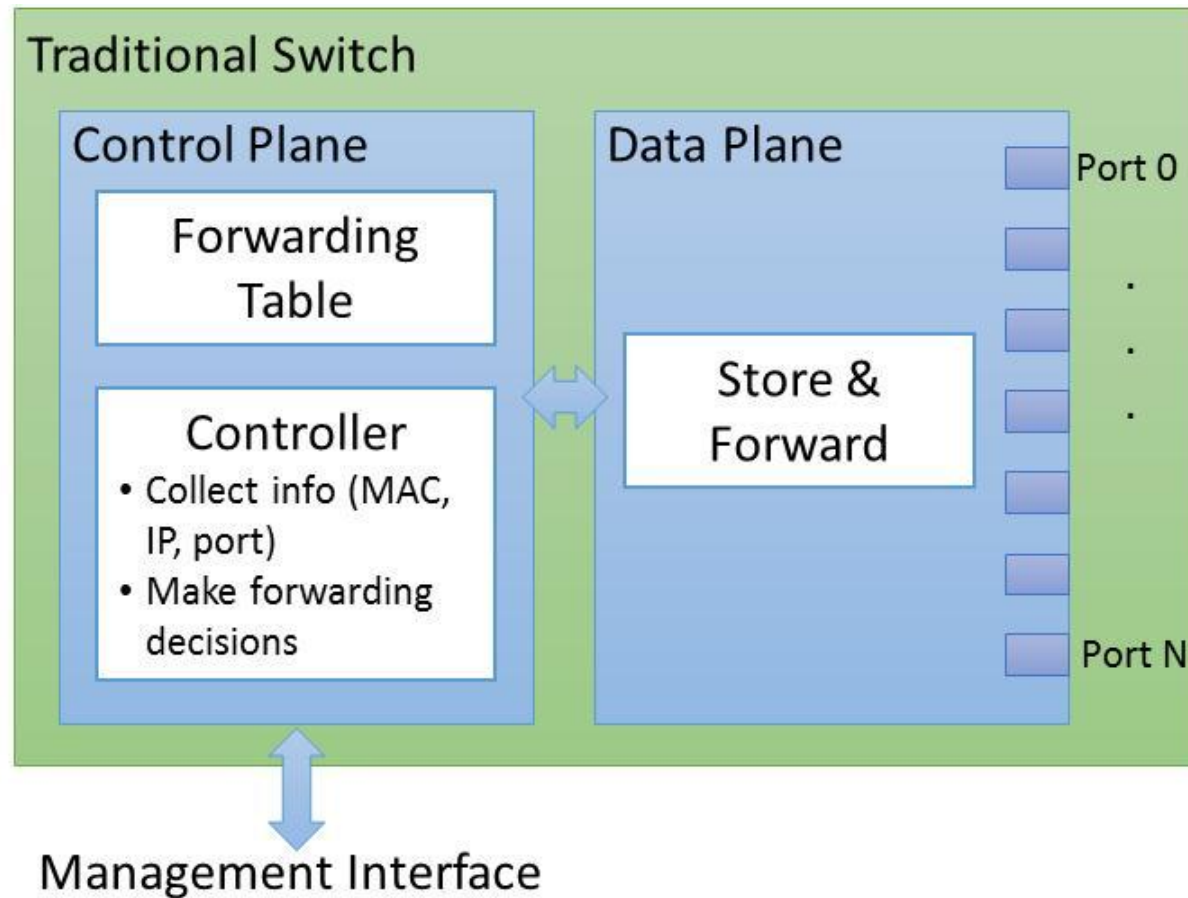 Traditional Switch
Control Plane
Forwarding
Table
Controller
• Collect info (MAC,
IP, port)
• Make forwarding
decisions
Data Plane
Store &
Forward
Port 0
.
.
.
Port N
Management Interface